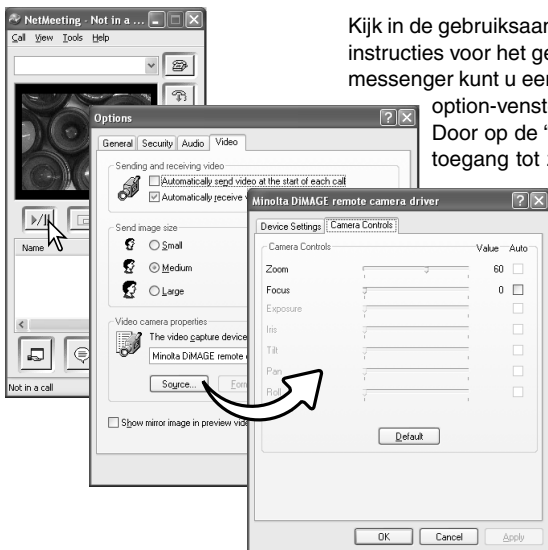 NetMeeting - Not in a ...
Call View Tools Help
Kijk in de
instructies voor het
messenger kunt u
option-venst
Door op de
toegang tot
Options
General Security Audio Video
Sending and receiving video
Automatically send video at the start of each call
Automatically receive
Send image size
Small
Medium
Large
Video camera properties
The video capture device
Minolta DiMAGE remote
Source...
Show mirror image in preview
Name
Not in a call
Minolta DiMAGE remote camera driver
Device Settings Camera Controls
Camera Controls Value Auto
Zoom 60
Focus 0
Exposure
Iris
Tilt
Pan
Roll
Default
OK Cancel Apply